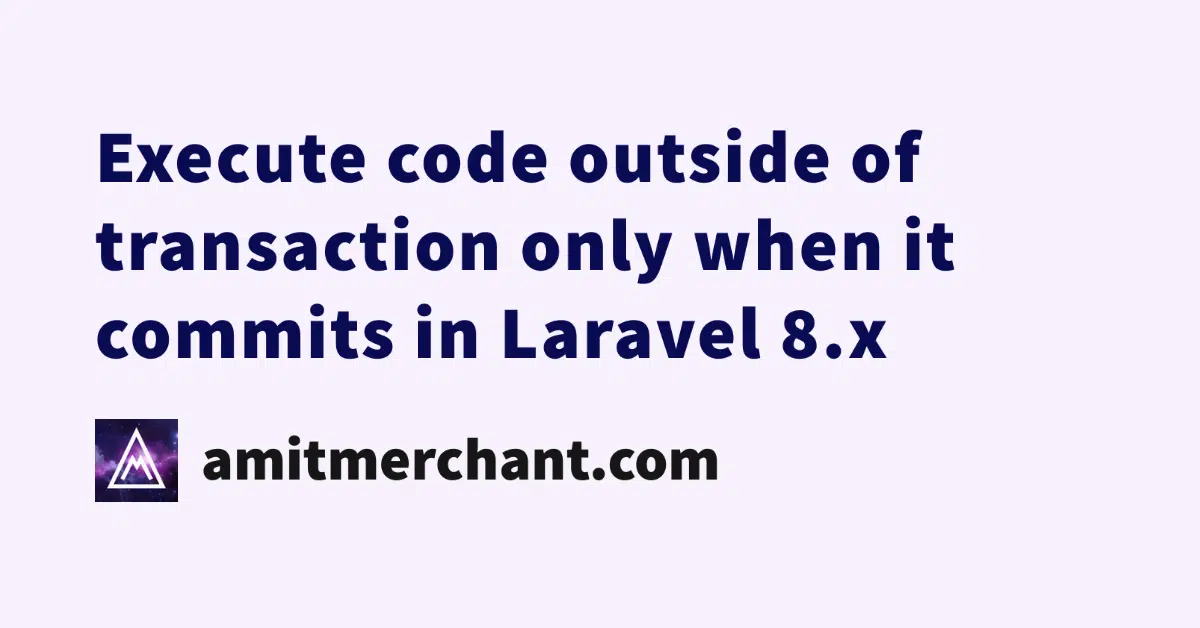 Execute code outside of
transaction only when it
commits in Laravel 8.x
amitmerchant.com